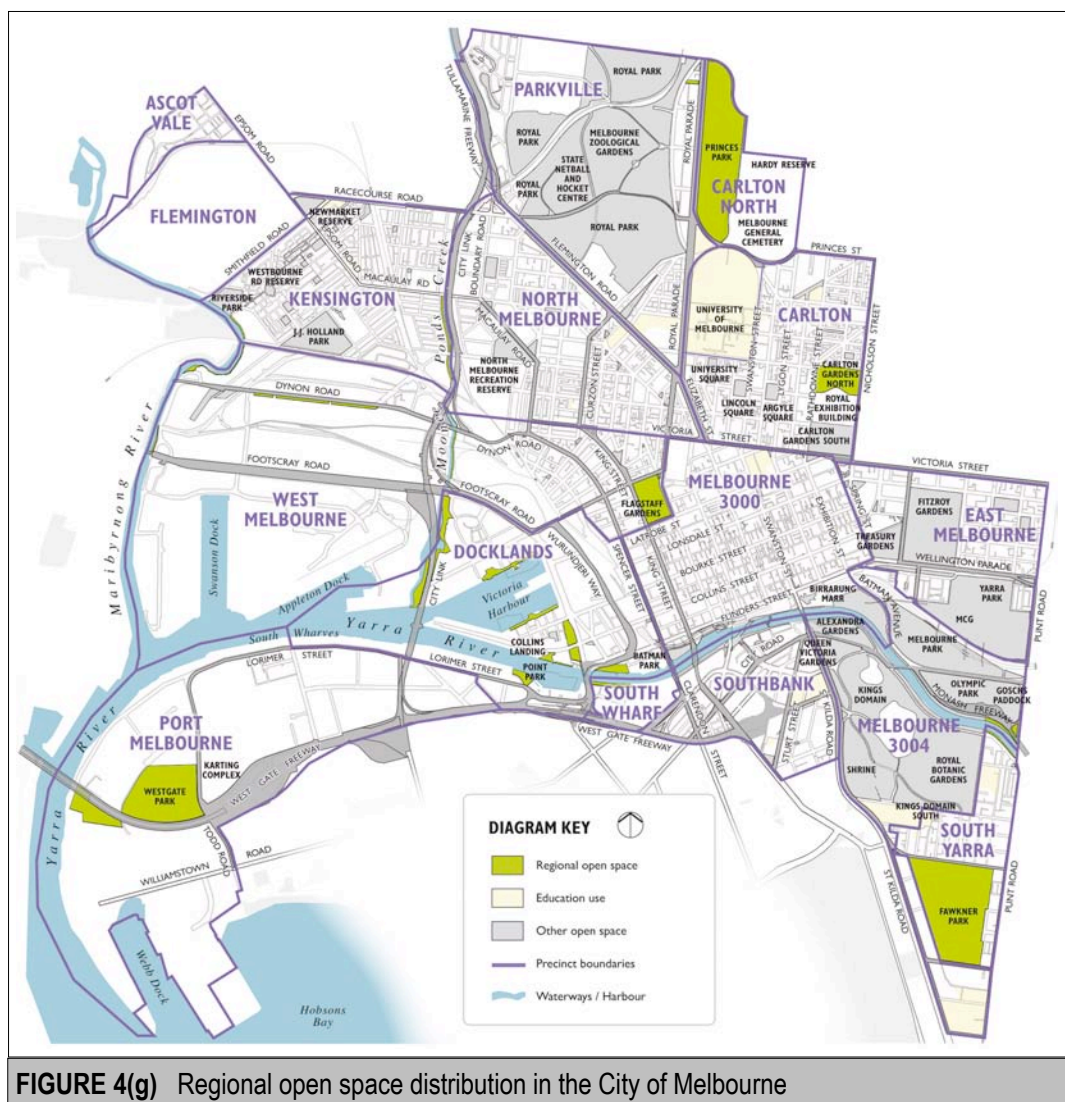 ASCOT
VALE
EPSOM ROAD
FLEMINGTON
SMITHFIELD ROAD
RACECOURSE ROAD
NEWMARKET
RESERVE
EPSOM ROAD
WESTBOURNE
RD RESERVE
MACAULAY RD
KENSINGTON
RIVERSIDE
PARK
J.J. HOLLAND
PARK
TULLAMARINE FREEWAY
PARKVILLE
ROYAL PARK
ROYAL
PARK
MELBOURNE
ZOOLOGICAL
GARDENS
STATE
NETBALL
AND
HOCKET
CENTRE
ROYAL
PARK
ROYAL PARK
ROYAL PARADE
PRINCES
PARK
HARDY RESERVE
CARLTON
NORTH
MELBOURNE
GENERAL
CEMETERY
PRINCES ST
CITY LINK
BOUNDARY ROAD
FLEMINGTON ROAD
NORTH
MELBOURNE
MACAULAY ROAD
NORTH
MELBOURNE
RECREATION
RESERVE
CURZON STREET
ROYAL PARADE
ELIZABETH ST
VICTORIA STREET
UNIVERSITY
OF
MELBOURNE
CARLTON
SWANSTON STREET
LYGON STREET
RATHDOWNE STREET
NICHOLSON STREET
UNIVERSITY
SQUARE
LINCOLN
SQUARE
ARGYLE
SQUARE
CARLTON
GARDENS
NORTH
ROYAL
EXHIBITION
BUILDING
CARLTON
GARDENS SOUTH
Moonee Ponds Creek
DYNON ROAD
DYNON ROAD
FOOTSCRAY ROAD
FOOTSCRAY ROAD
Maribyrnong River
WEST
MELBOURNE
Swanson Dock
Appleton Dock
South Wharves
Yarra River
CITY LINK
DOCKLANDS
Victoria
Harbour
WURUNDJERI WAY
COLLINS
LANDING
POINT
PARK
BATMAN
PARK
KING STREET
FLAGSTAFF
GARDENS
MELBOURNE
3000
LATROBE ST
LONSDALE ST
BOURKE STREET
COLLINS STREET
FLINDERS STREET
SPENCER STREET
KING STREET
SWANSTON ST
EXHIBITION ST
SPRING ST
VICTORIA STREET
FITZROY
GARDENS
EAST
MELBOURNE
TREASURY
GARDENS
WELLINGTON PARADE
YARRA
PARK
MCG
PUNT ROAD
BIRRARUNG
MARR
BATMAN AVENUE
ALEXANDRA
GARDENS
MELBOURNE
PARK
QUEEN
VICTORIA
GARDENS
OLYMPIC
PARK
GOSCHS
PADDOCK
MONASH FREEWAY
KINGS
DOMAIN
MELBOURNE
3004
SHRINE
ROYAL
BOTANIC
GARDENS
KINGS DOMAIN
SOUTH
SOUTH
YARRA
FAWKNER
PARK
PUNT ROAD
ST KILDA ROAD
ST KILDA ROAD
CITY ROAD
SOUTHBANK
STURT STREET
CLARENDON
STREET
SOUTH
WHARF
WEST GATE FREEWAY
LORIMER STREET
LORIMER
STREET
PORT
MELBOURNE
KARTING
COMPLEX
WESTGATE
PARK
WEST GATE FREEWAY
Yarra River
TODD ROAD
WILLIAMSTOWN ROAD
Webb Dock
Hobsons
Bay
DIAGRAM KEY
Regional open space
Education use
Other open space
Precinct boundaries
Waterways / Harbour
FIGURE 4(g) Regional open space distribution in the City of Melbourne